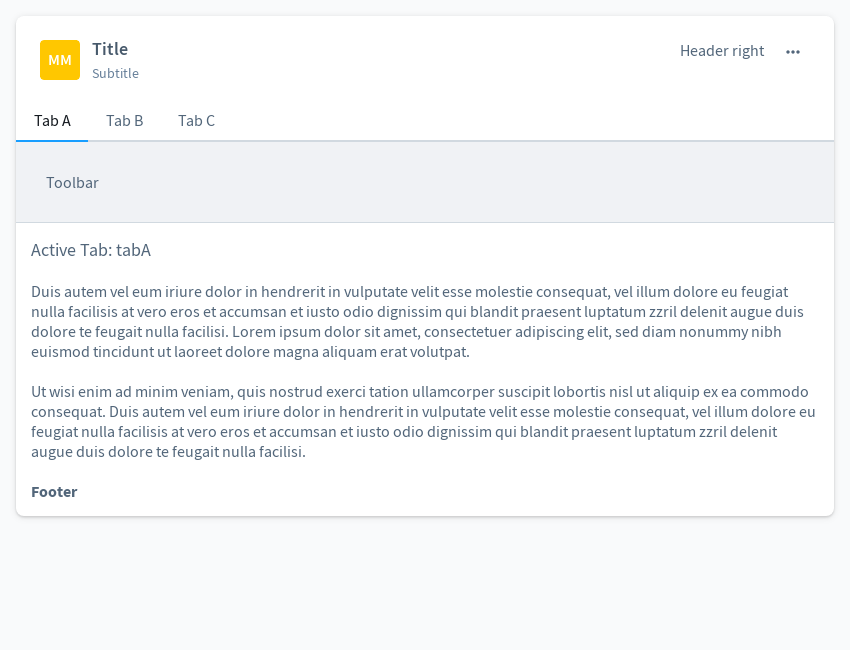 MM
Title
Subtitle
Header right
Tab A
Tab B
Tab C
Toolbar
Active Tab: tabA
Duis autem vel eum iriure dolor in hendrerit in vulputate velit esse molestie consequat, vel illum dolore eu feugiat
nulla facilisis at vero eros et accumsan et iusto odio dignissim qui blandit praesent luptatum zzril delenit augue duis
dolore te feugait nulla facilisi. Lorem ipsum dolor sit amet, consectetuer adipiscing elit, sed diam nonummy nibh
euismod tincidunt ut laoreet dolore magna aliquam erat volutpat.
Ut wisi enim ad minim veniam, quis nostrud exerci tation ullamcorper suscipit lobortis nisl ut aliquip ex ea commodo
consequat. Duis autem vel eum iriure dolor in hendrerit in vulputate velit esse molestie consequat, vel illum dolore eu
feugiat nulla facilisis at vero eros et accumsan et iusto odio dignissim qui blandit praesent luptatum zzril delenit
augue duis dolore te feugait nulla facilisi.
Footer